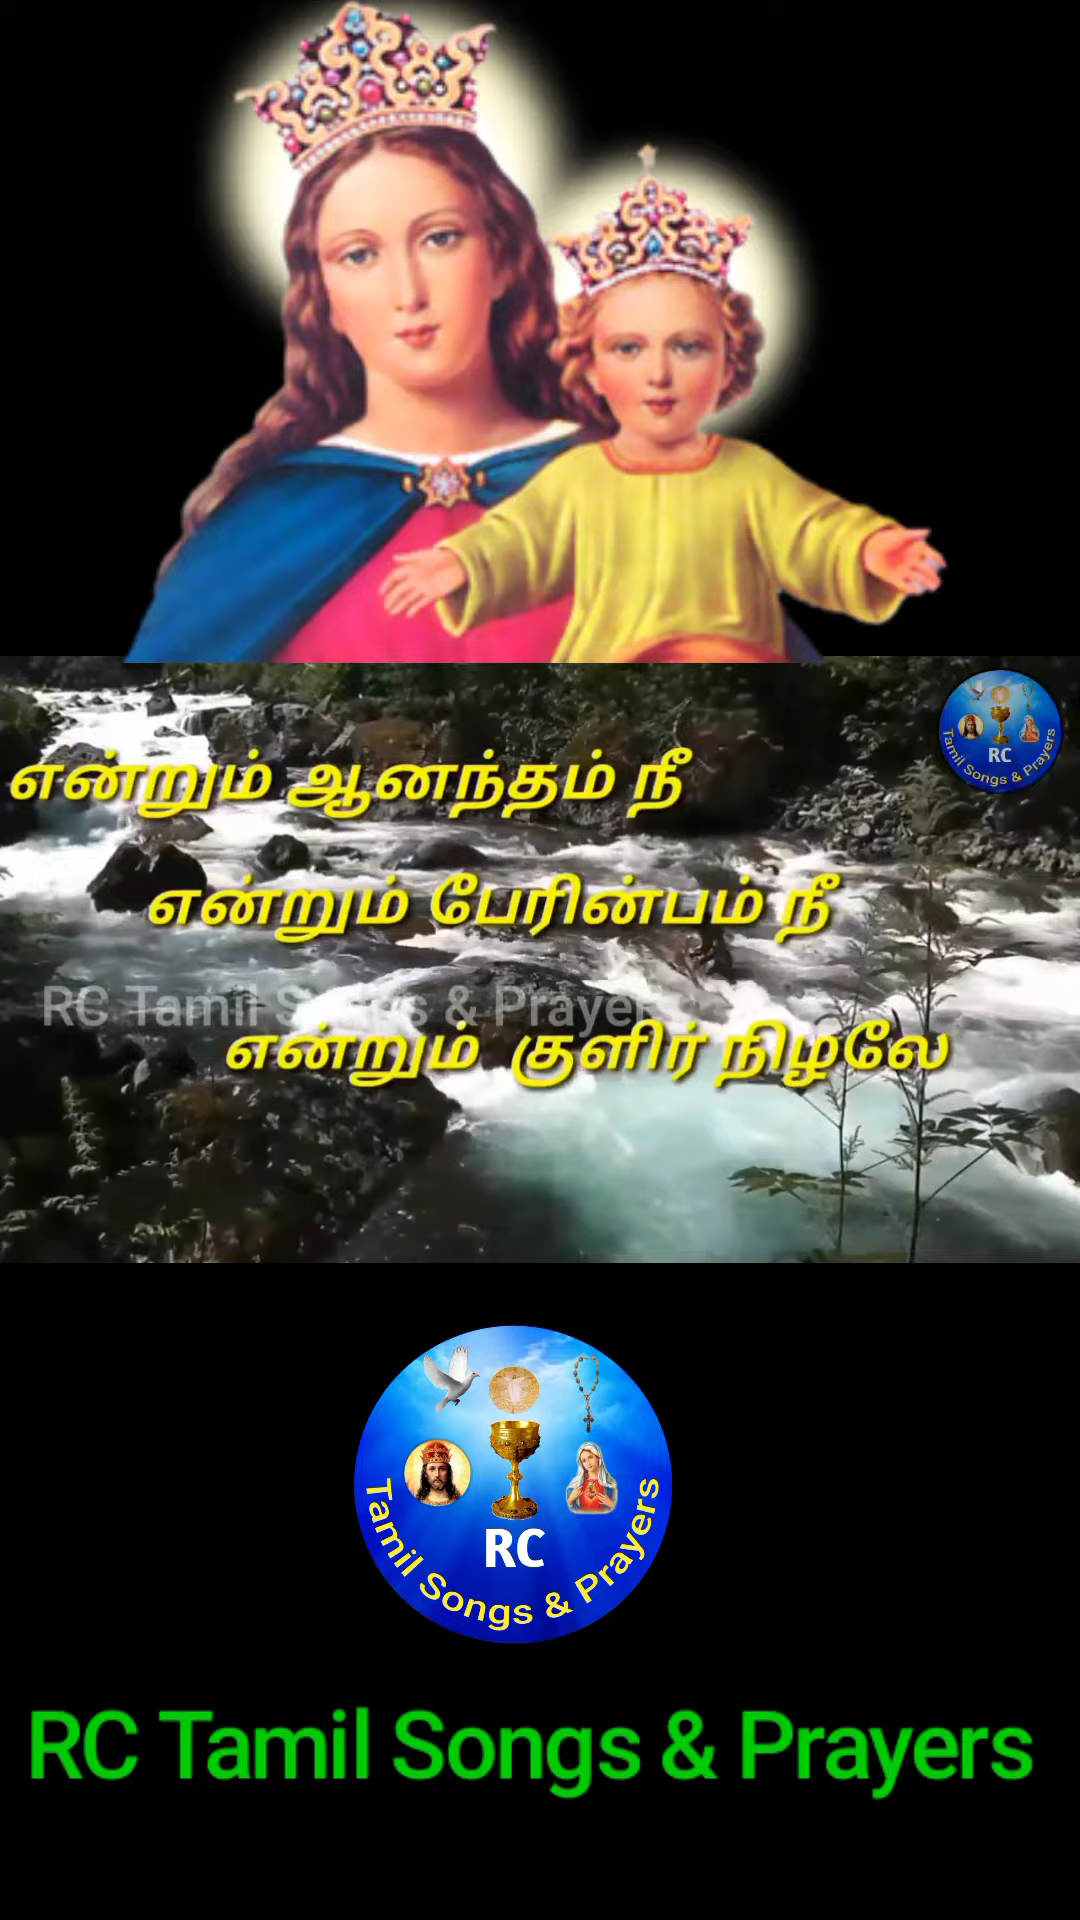 RC
Tamil Songs & Prayers
என்றும் ஆனந்தம் நீ
என்றும் பேரின்பம் நீ
RC Tamil Songs & Prayers
என்றும் குளிர் நிழலே
RC
Tamil Songs & Prayers
RC Tamil Songs & Prayers